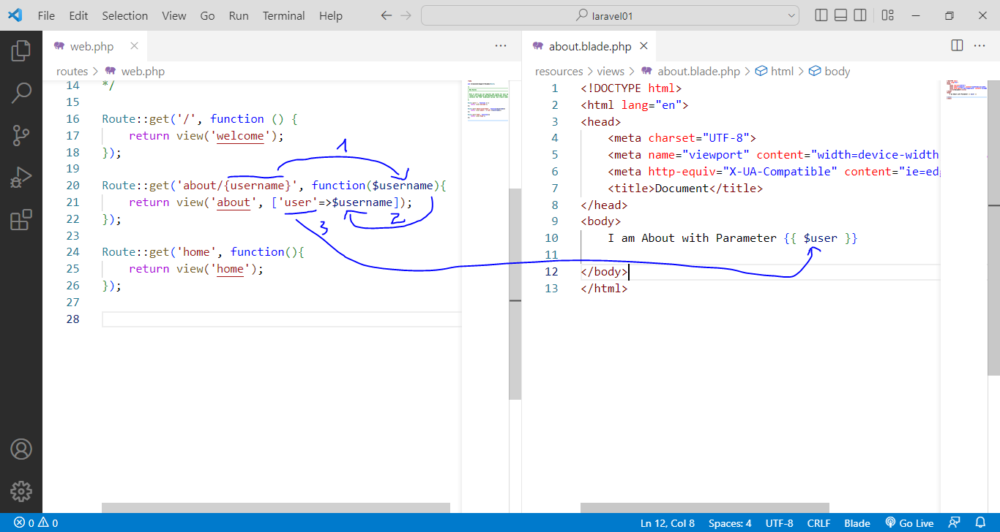 File Edit Selection View Go Run Terminal Help
laravel01
web.php
routes > web.php
14 */
15
16 Route::get('/', function () {
17 return view('welcome');
18 });
19
20 Route::get('about/{username}', function($username){
21 return view('about', ['user'=>$username]);
22 });
23
24 Route::get('home', function(){
25 return view('home');
26 });
27
28
1
2
3
about.blade.php
resources > views > about.blade.php > html > body
1 <!DOCTYPE html>
2 <html lang="en">
3 <head>
4 <meta charset="UTF-8">
5 <meta name="viewport" content="width=device-width
6 <meta http-equiv="X-UA-Compatible" content="ie=ed
7 <title>Document</title>
8 </head>
9 <body>
10 I am About with Parameter {{ $user }}
11
12 </body>
13 </html>
0 0
Ln 12, Col 8 Spaces: 4 UTF-8 CRLF Blade Go Live